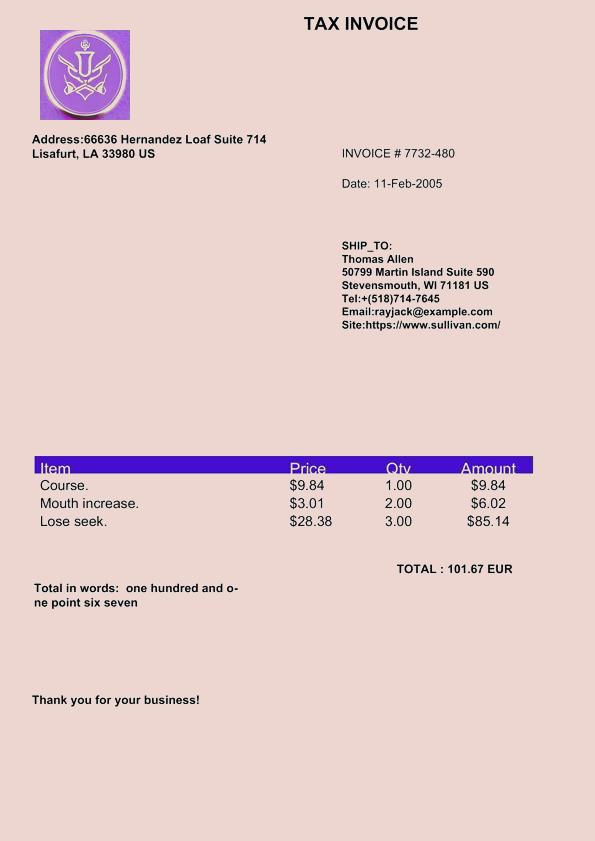 TAX INVOICE
Address:66636 Hernandez Loaf Suite 714
Lisafurt, LA 33980 US
INVOICE # 7732-480
Date: 11-Feb-2005
SHIP_TO:
Thomas Allen
50799 Martin Island Suite 590
Stevensmouth, WI 71181 US
Tel:+(518)714-7645
Email:rayjack@example.com
Site:https://www.sullivan.com/
Item Price Qty Amount
Course. $9.84 1.00 $9.84
Mouth increase. $3.01 2.00 $6.02
Lose seek. $28.38 3.00 $85.14
TOTAL : 101.67 EUR
Total in words:  one hundred and o-
ne point six seven
Thank you for your business!